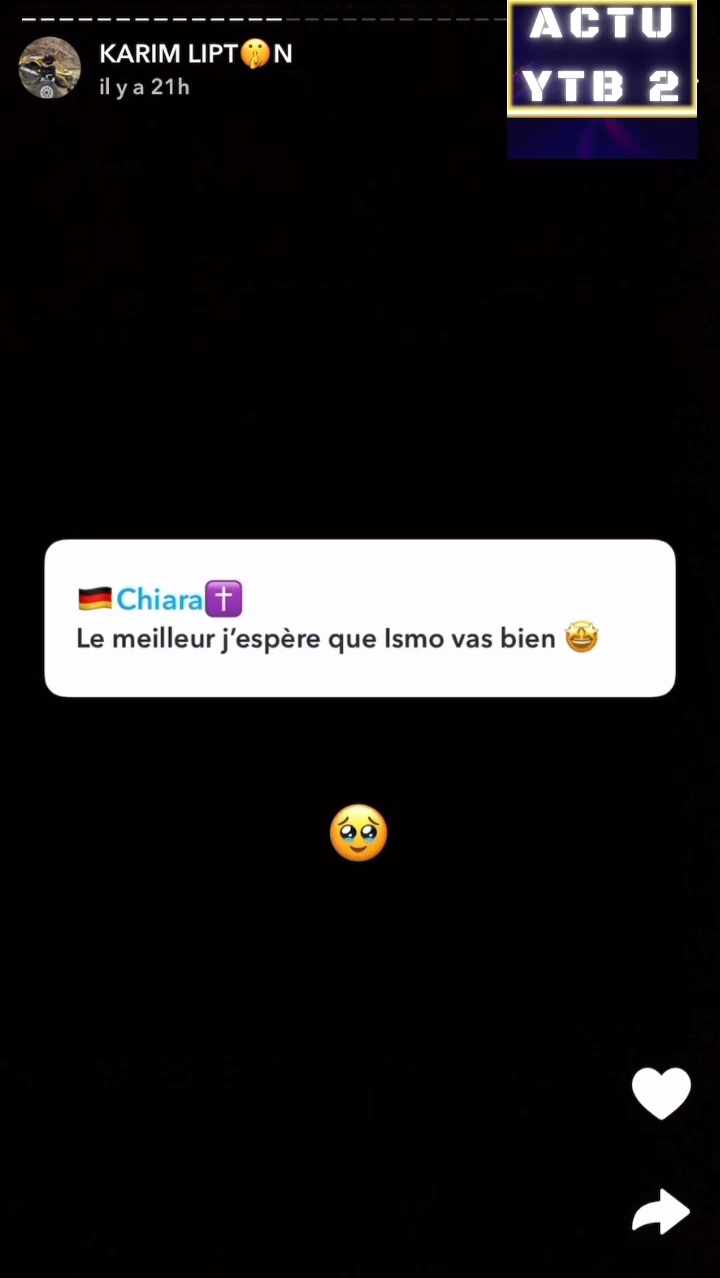 ACTU
YTB 2
KARIM LIPT🤫N
il y a 21h
🇩🇪Chiara✝️
Le meilleur j’espère que Ismo vas bien 🤩
🥹